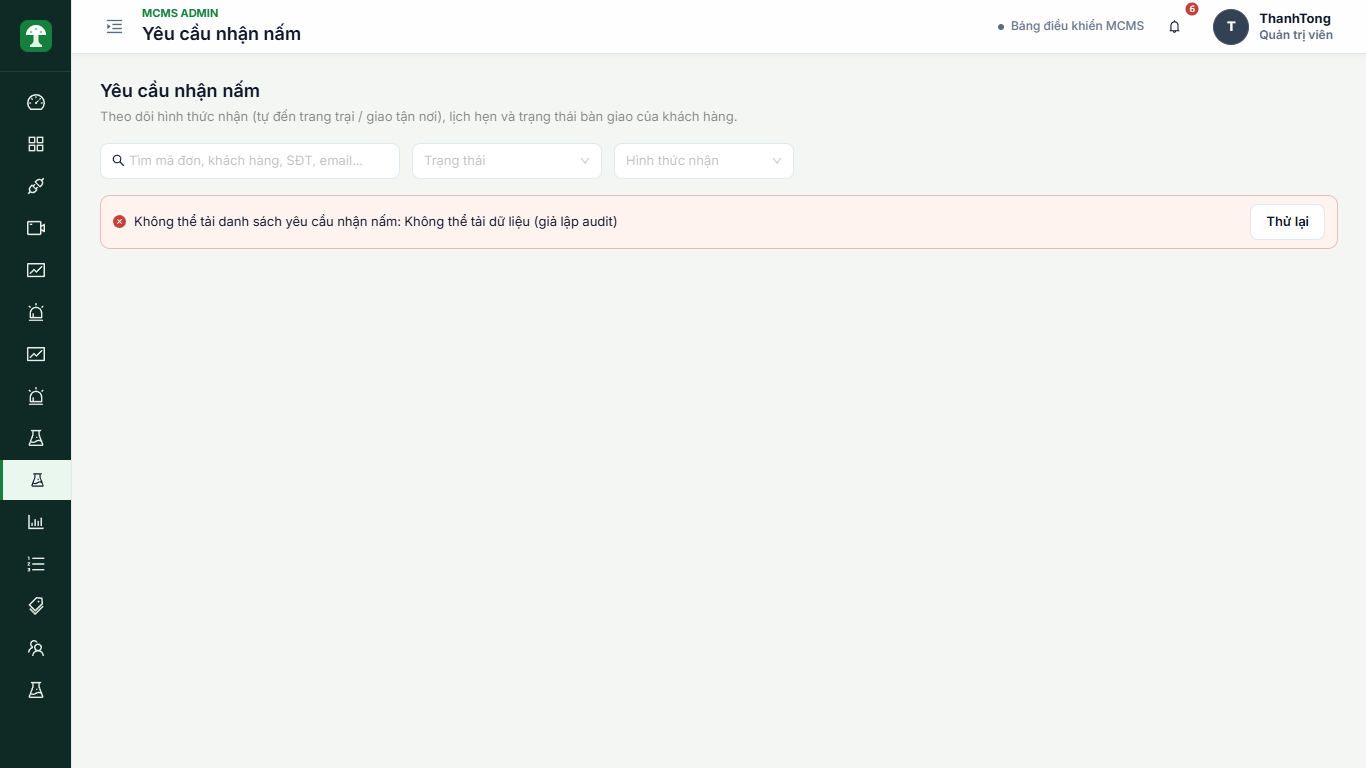 MCMS ADMIN
Yêu cầu nhận nấm
Bảng điều khiển MCMS
6
T
ThanhTong
Quản trị viên
Yêu cầu nhận nấm
Theo dõi hình thức nhận (tự đến trang trại / giao tận nơi), lịch hẹn và trạng thái bàn giao của khách hàng.
Tìm mã đơn, khách hàng, SĐT, email...
Trạng thái
Hình thức nhận
Không thể tải danh sách yêu cầu nhận nấm: Không thể tải dữ liệu (giả lập audit)
Thử lại